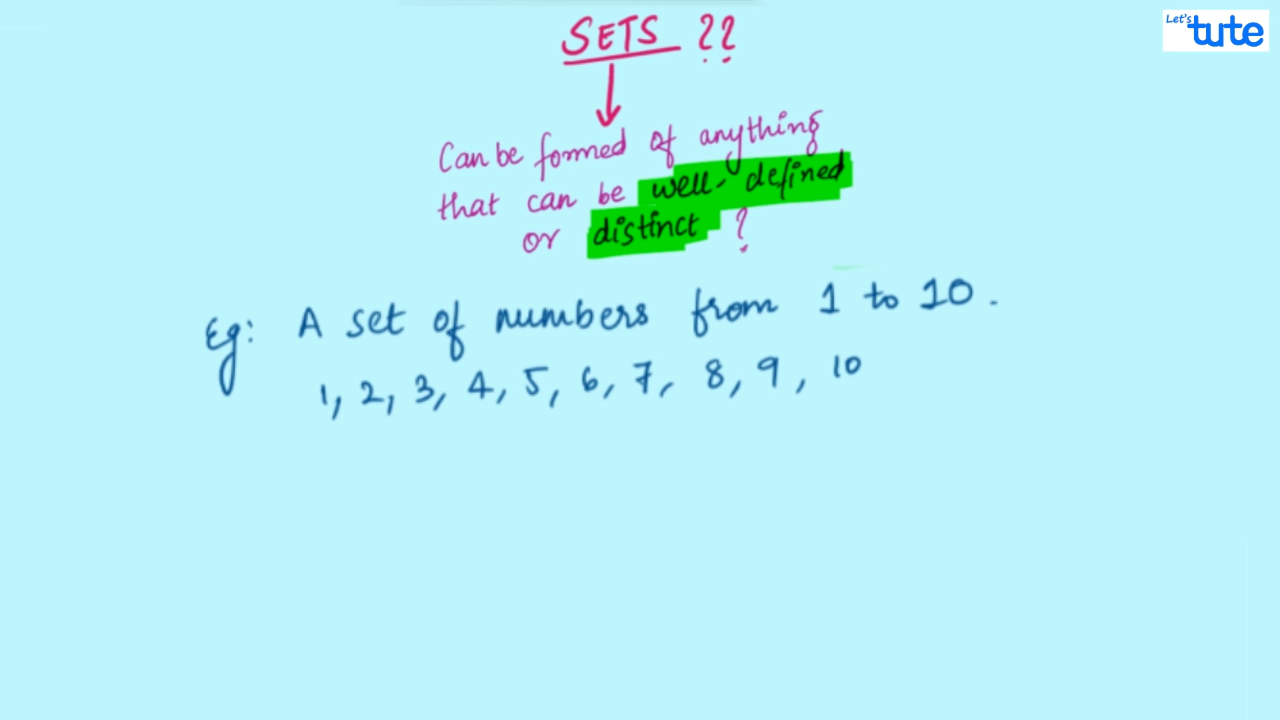 Let's
tute
SETS ??
Can be formed of anything
that can be well-defined
or distinct ?
Eg: A set of numbers from 1 to 10.
1, 2, 3, 4, 5, 6, 7, 8, 9, 10